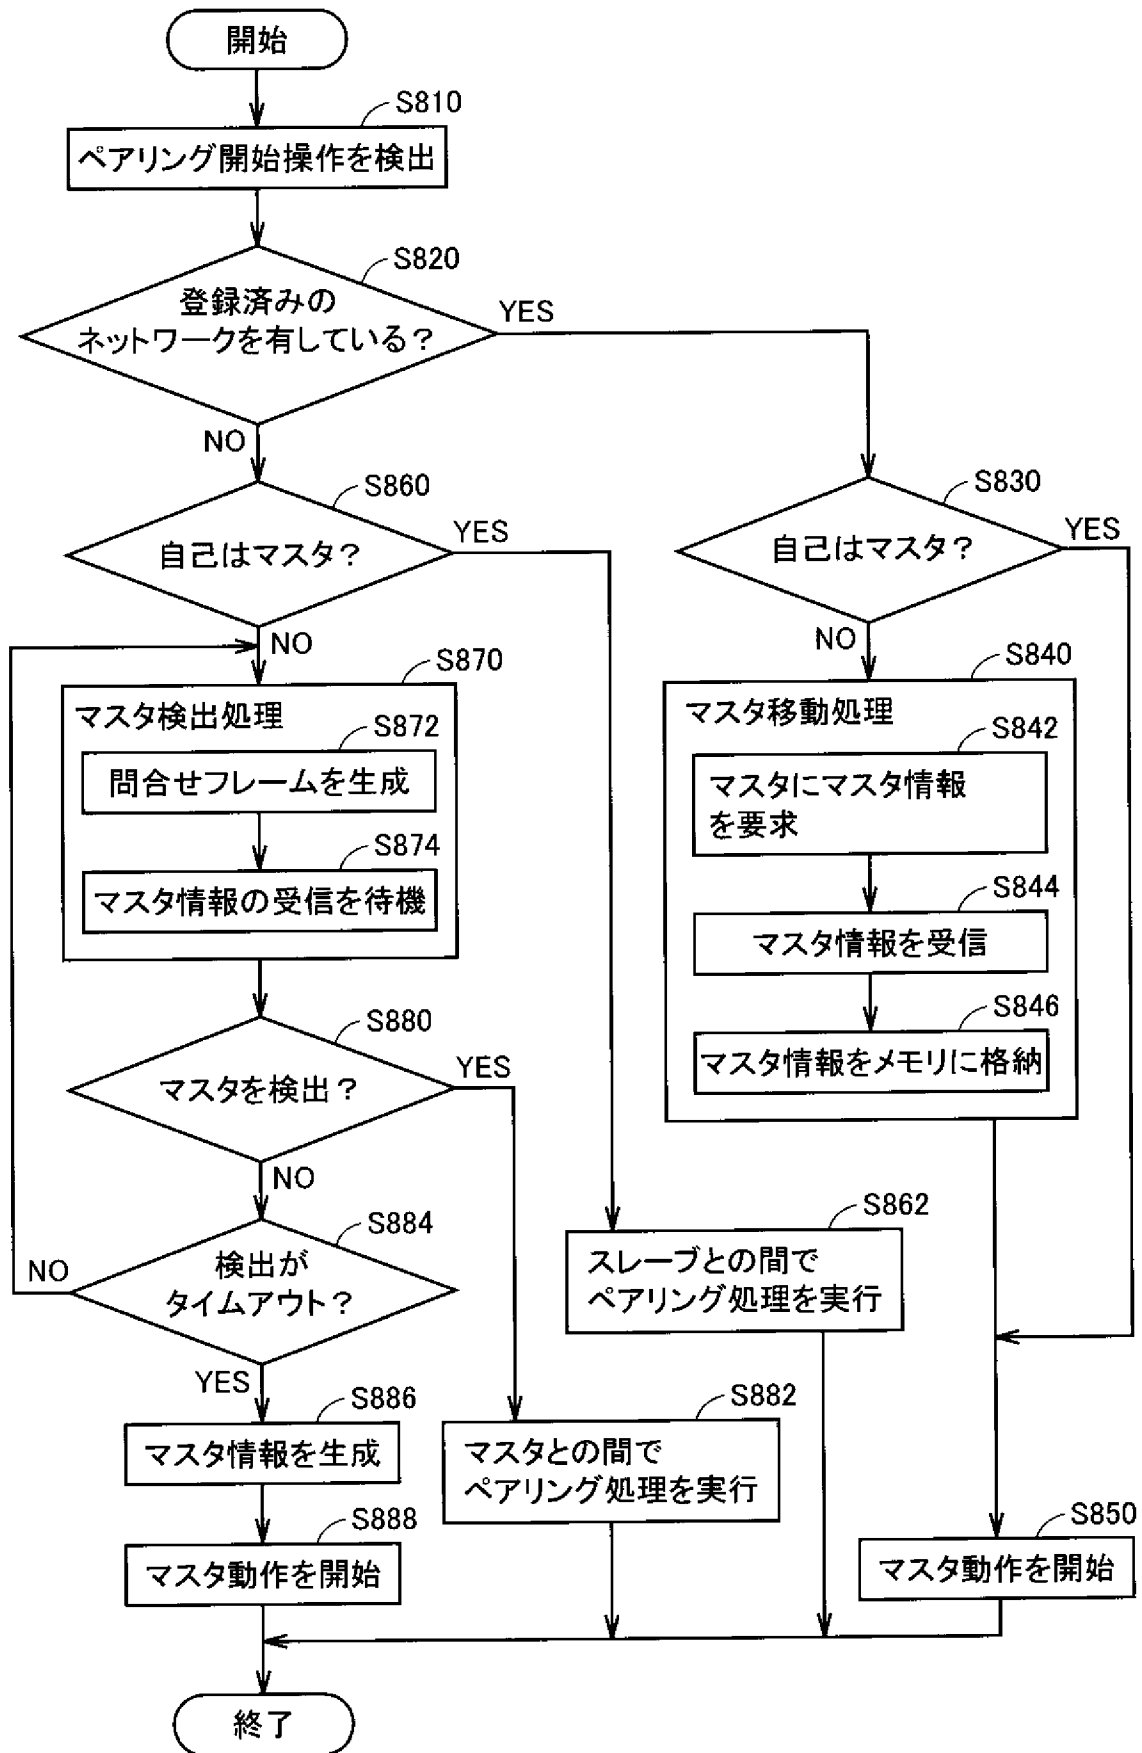 開始
S810
ペアリング開始操作を検出
S820
登録済みの
ネットワークを有している？
YES
NO
S860
自己はマスタ？
YES
NO
S830
自己はマスタ？
YES
NO
S870
マスタ検出処理
S872
問合せフレームを生成
S874
マスタ情報の受信を待機
S840
マスタ移動処理
S842
マスタにマスタ情報
を要求
S844
マスタ情報を受信
S846
マスタ情報をメモリに格納
S880
マスタを検出？
YES
NO
S884
検出が
タイムアウト？
NO
YES
S862
スレーブとの間で
ペアリング処理を実行
S886
マスタ情報を生成
S882
マスタとの間で
ペアリング処理を実行
S888
マスタ動作を開始
S850
マスタ動作を開始
終了